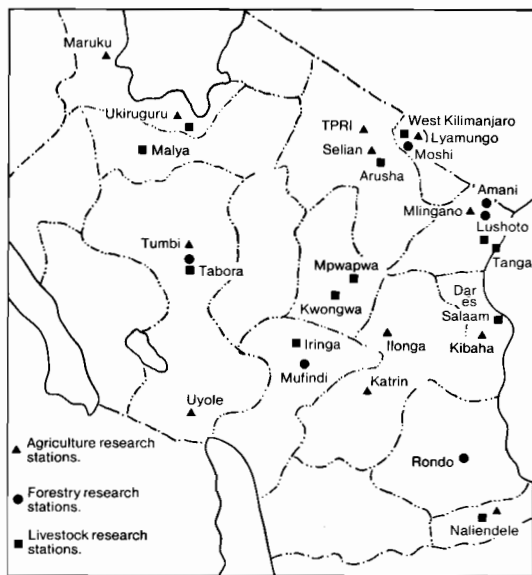 Maruku
Ukiruguru
Malya
TPRI
Selian
Arusha
West Kilimanjaro
Lyamungo
Moshi
Amani
Mlingano
Lushoto
Tanga
Tumbi
Tabora
Mpwapwa
Kwongwa
Dar
es
Salaam
Kibaha
Iringa
Mufindi
Ilonga
Katrin
Uyole
Rondo
Naliendele
Agriculture research
stations.
Forestry research
stations.
Livestock research
stations.